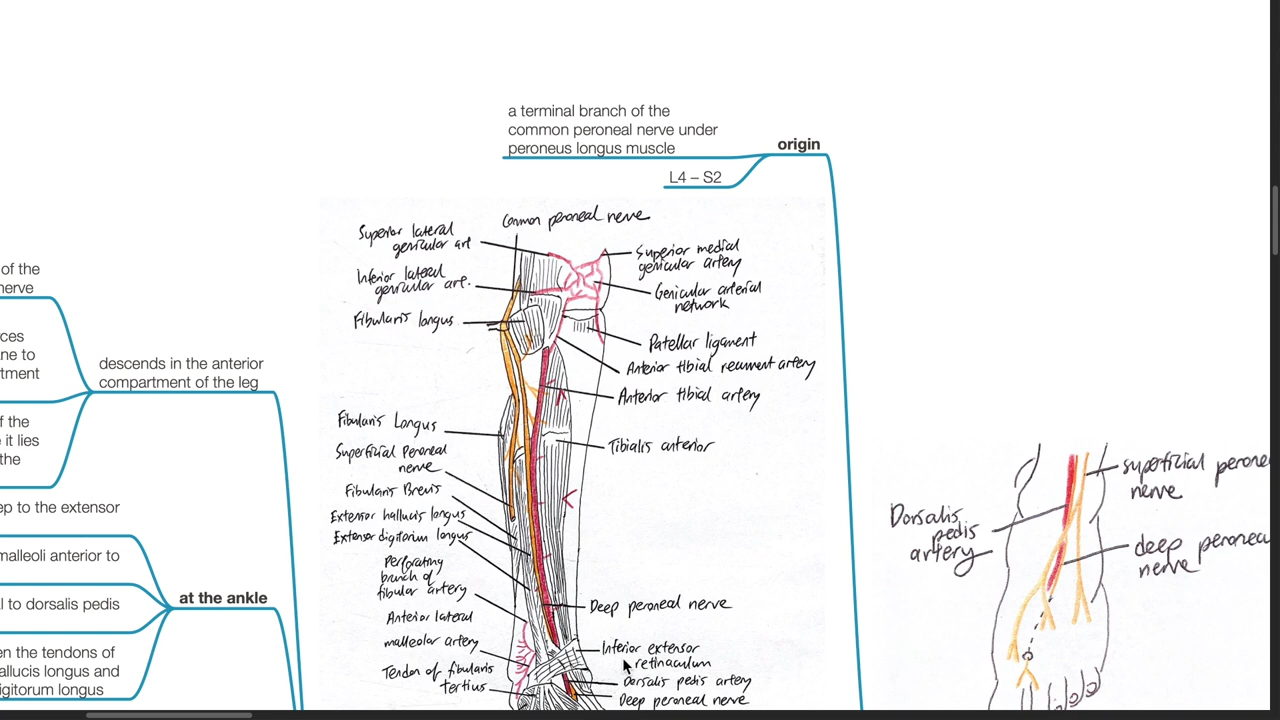 a terminal branch of the
common peroneal nerve under
peroneus longus muscle
origin
L4 – S2
of the
nerve
descends in the anterior
compartment of the leg
it lies
the
ep to the extensor
malleoli anterior to
at the ankle
to dorsalis pedis
en the tendons of
allucis longus and
igitorum longus
Common peroneal nerve
Superior lateral
genicular art
Inferior lateral
genicular art.
Fibularis longus
Fibularis Longus
Superficial Peroneal
nerve
Fibularis Brevis
Extensor hallucis longus
Extensor digitorum longus
Perforating
branch of
fibular artery
Anterior lateral
malleolar artery
Tendon of fibularis
tertius
Superior medial
genicular artery
Genicular arterial
network
Patellar ligament
Anterior tibial recurrent artery
Anterior tibial artery
Tibialis anterior
Deep peroneal nerve
Inferior extensor
retinaculum
Dorsalis pedis artery
Deep peroneal nerve
Dorsalis
pedis
artery
superficial perone
nerve
deep peronea
nerve